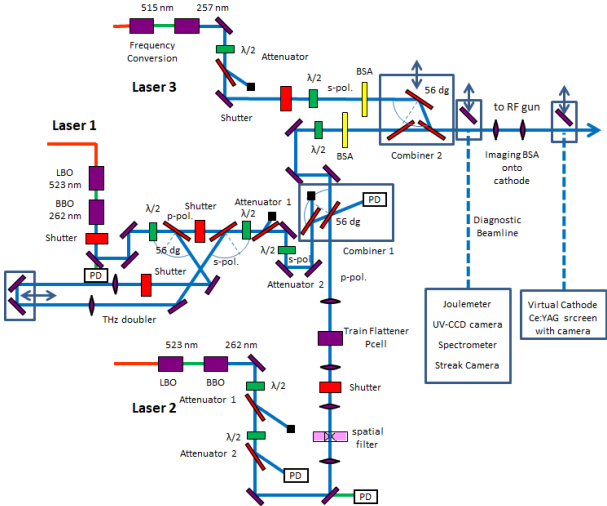 515 nm
257 nm
Frequency
Conversion
λ/2
Attenuator
Laser 3
Shutter
λ/2
s-pol.
BSA
56 dg
Combiner 2
λ/2
BSA
to RF gun
Imaging BSA
onto
cathode
Laser 1
LBO
523 nm
BBO
262 nm
Shutter
PD
λ/2
p-pol.
Shutter
λ/2
Attenuator 1
56 dg
s-pol.
s-pol.
Attenuator 2
Shutter
THz doubler
PD
56 dg
Combiner 1
p-pol.
Diagnostic
Beamline
Joulemeter
UV-CCD camera
Spectrometer
Streak Camera
Virtual Cathode
Ce:YAG srcreen
with camera
Train Flattener
Pcell
Shutter
spatial
filter
523 nm
262 nm
LBO
BBO
λ/2
Attenuator 1
Laser 2
λ/2
Attenuator 2
PD
PD